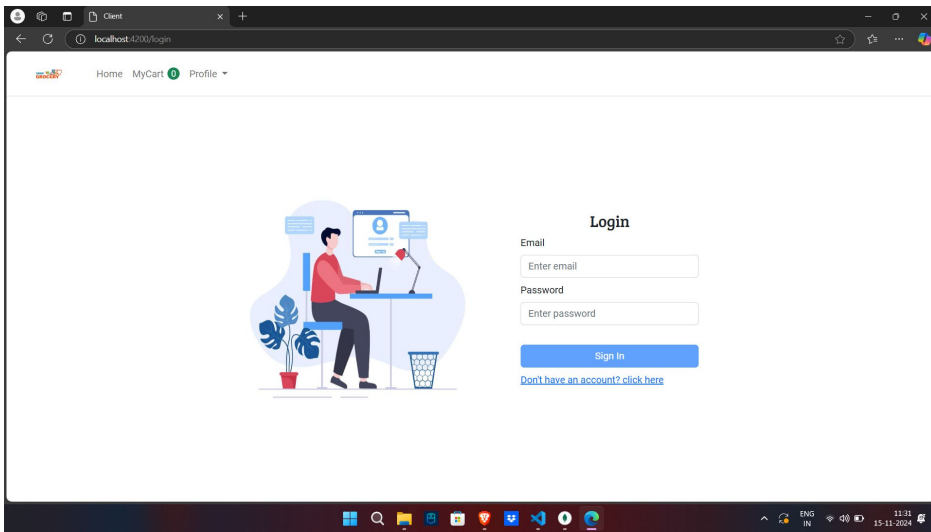 Client
localhost:4200/login
GROCERY
Home MyCart 0 Profile
Login
Email
Enter email
Password
Enter password
Sign In
Don't have an account? click here
ENG
IN
11:31
15-11-2024